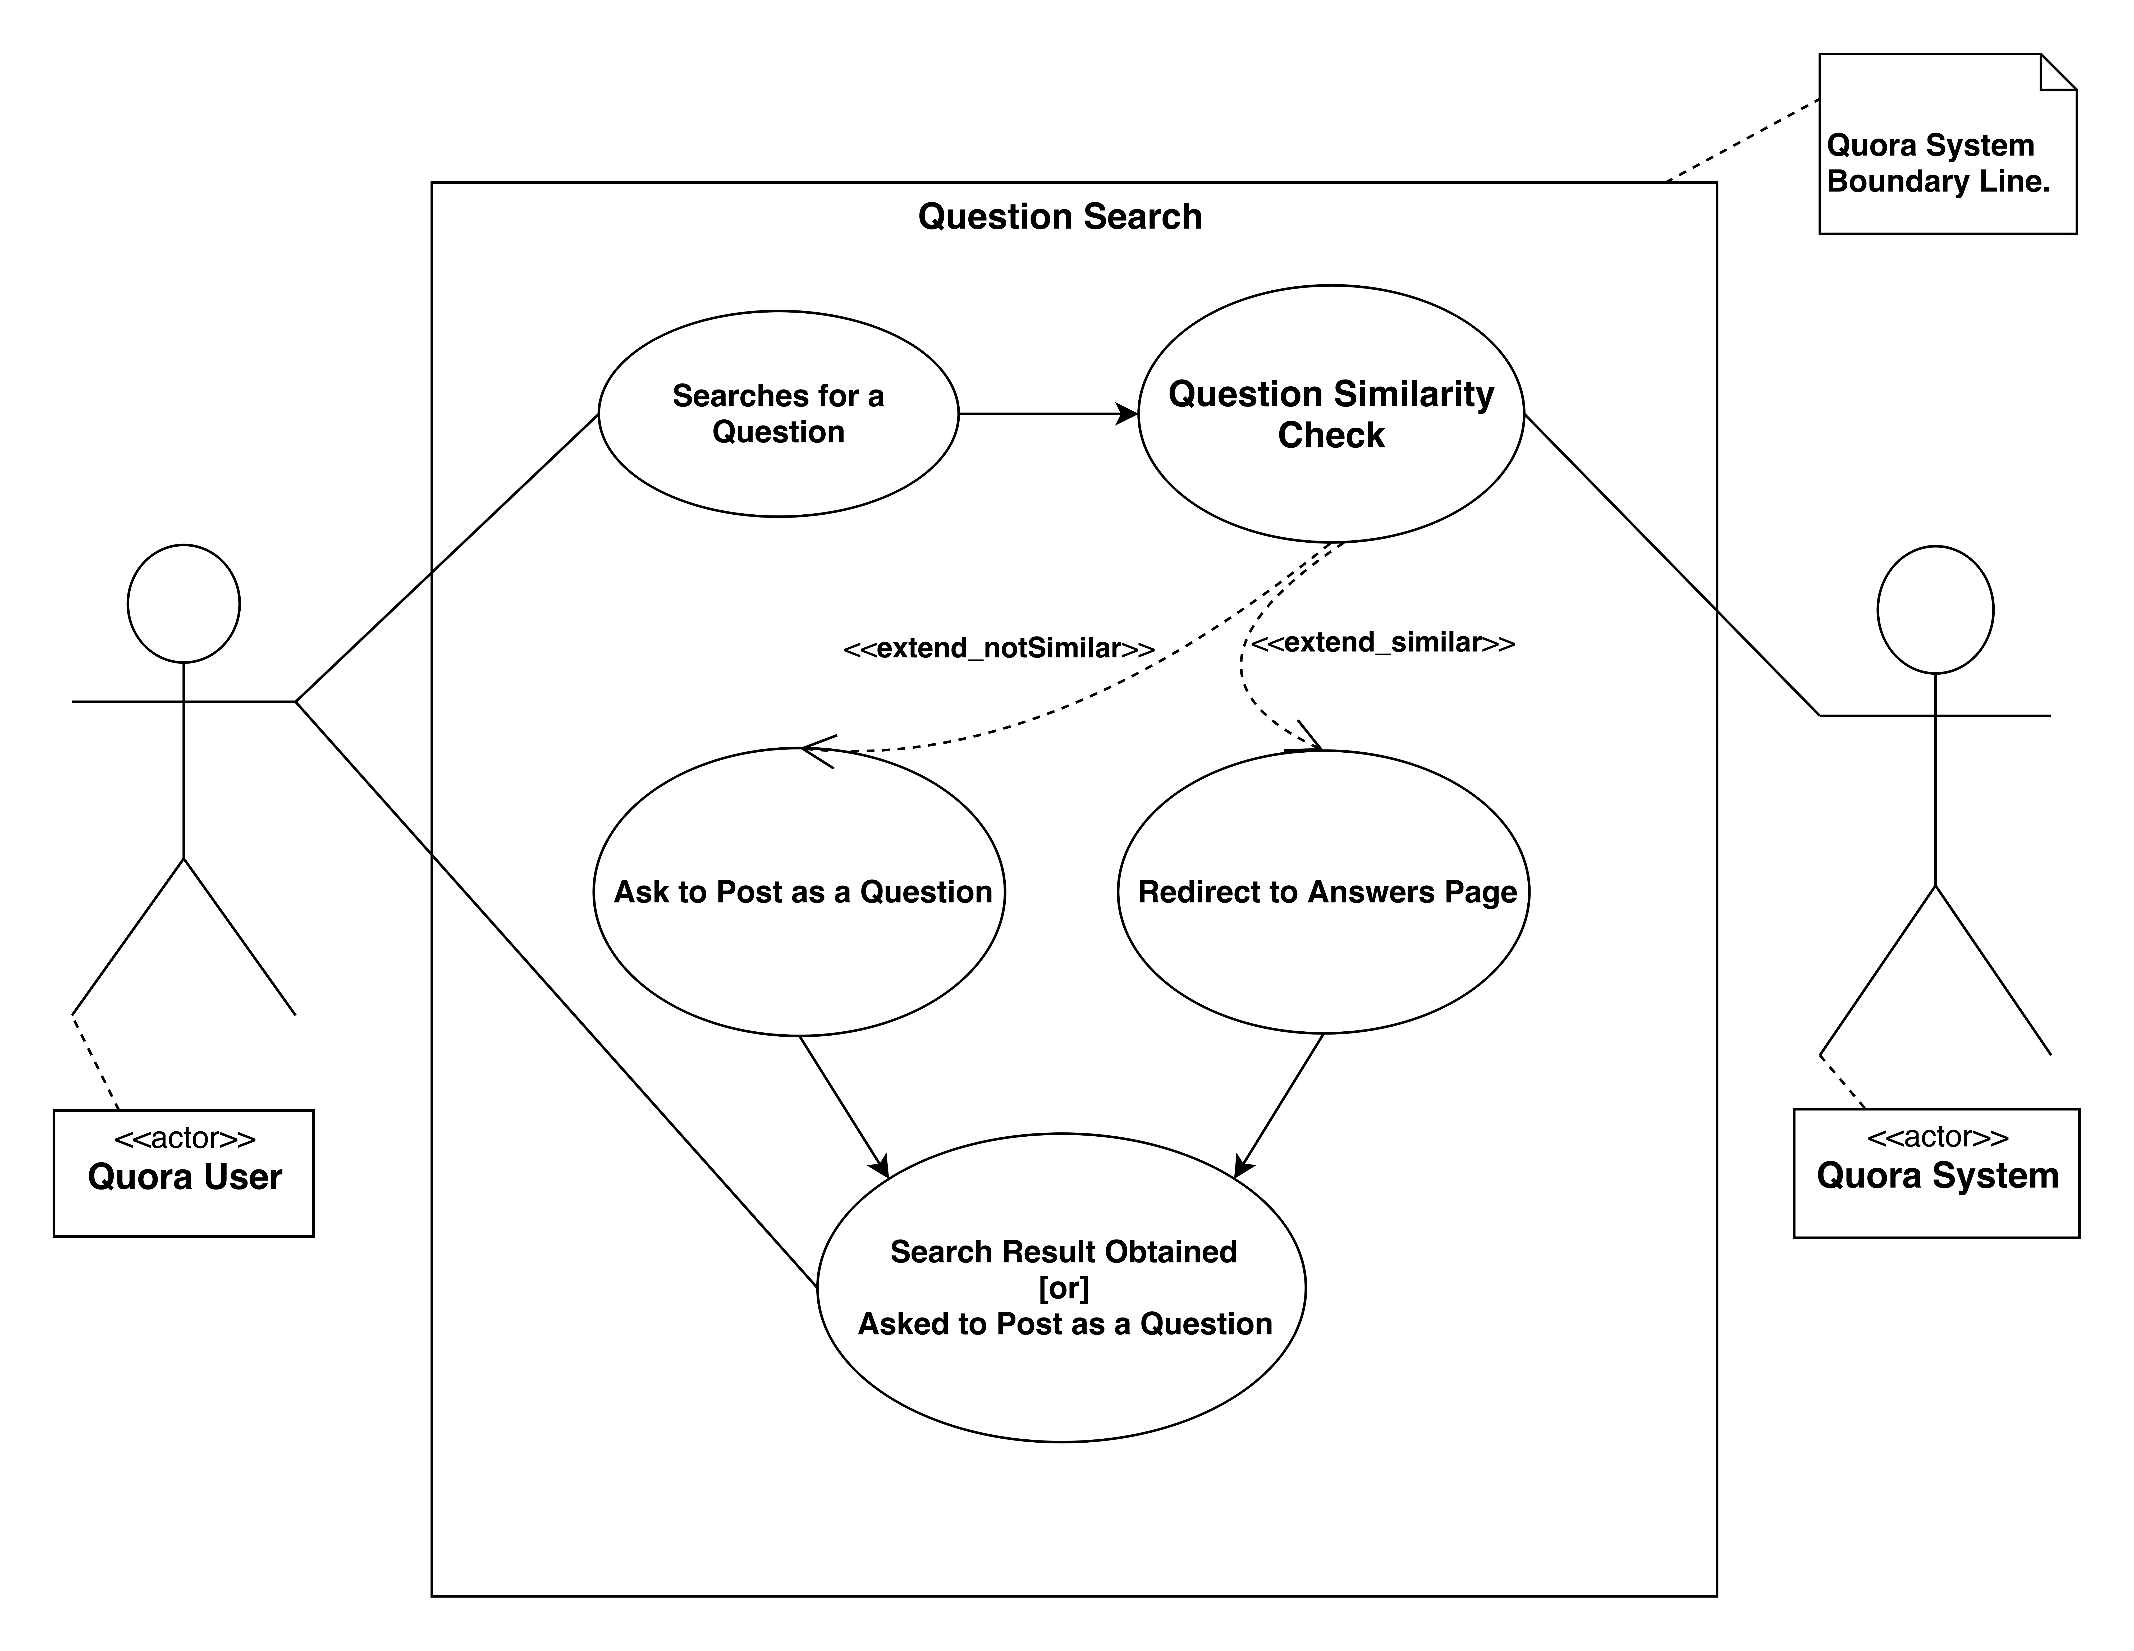 Quora System
Boundary Line.
Question Search
Searches for a
Question
Question Similarity
Check
<<extend_notSimilar>>
<<extend_similar>>
Ask to Post as a Question
Redirect to Answers Page
<<actor>>
Quora User
<<actor>>
Quora System
Search Result Obtained
[or]
Asked to Post as a Question